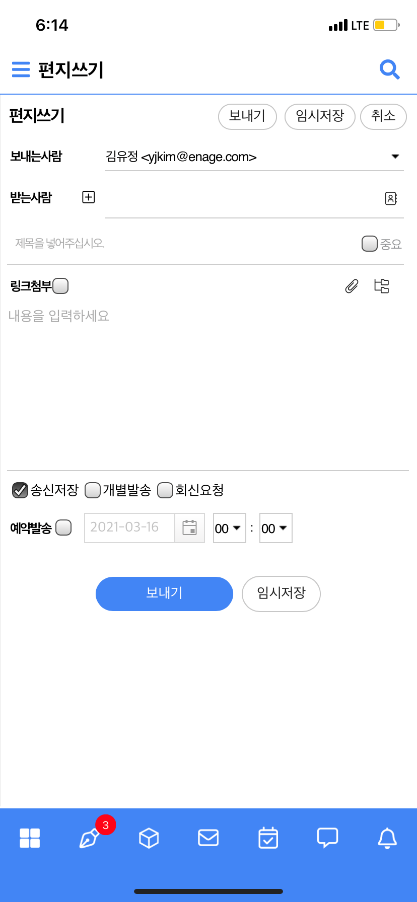 6:14 LTE
편지쓰기
편지쓰기 보내기 임시저장 취소
보내는사람 김유정 <yjkim@enage.com>
받는사람
제목을 넣어주십시오. 중요
링크첨부
내용을 입력하세요
송신저장 개별발송 회신요청
예약발송 2021-03-16 00 : 00
보내기 임시저장
3